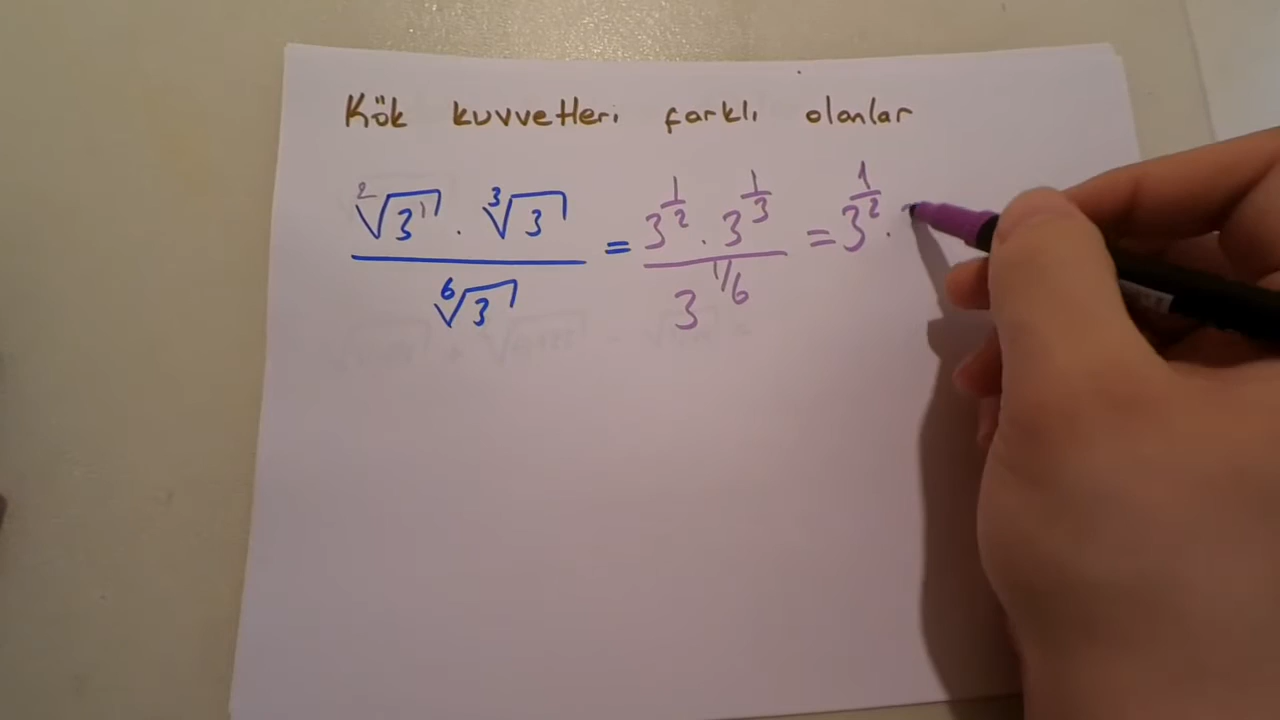 Kök kuvvetleri farklı olanlar
²√3¹ . ³√3 / ⁶√3 = 3^(1/2) . 3^(1/3) / 3^(1/6) = 3^(1/2) .